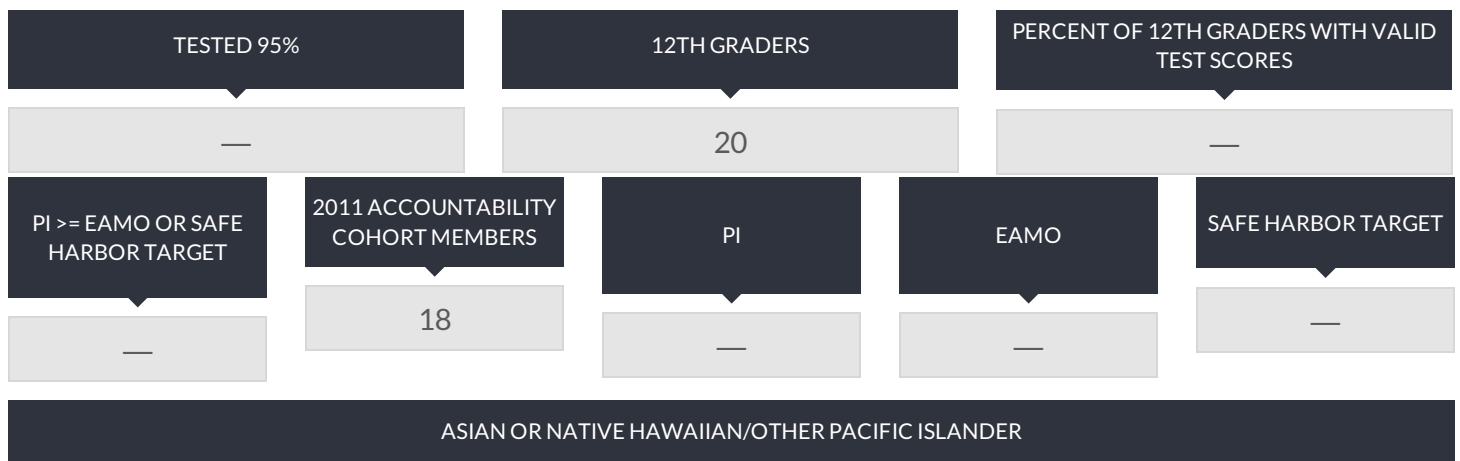 TESTED 95%
12TH GRADERS
PERCENT OF 12TH GRADERS WITH VALID
TEST SCORES
—
20
—
PI >= EAMO OR SAFE
HARBOR TARGET
2011 ACCOUNTABILITY
COHORT MEMBERS
PI
EAMO
SAFE HARBOR TARGET
—
18
—
—
—
ASIAN OR NATIVE HAWAIIAN/OTHER PACIFIC ISLANDER